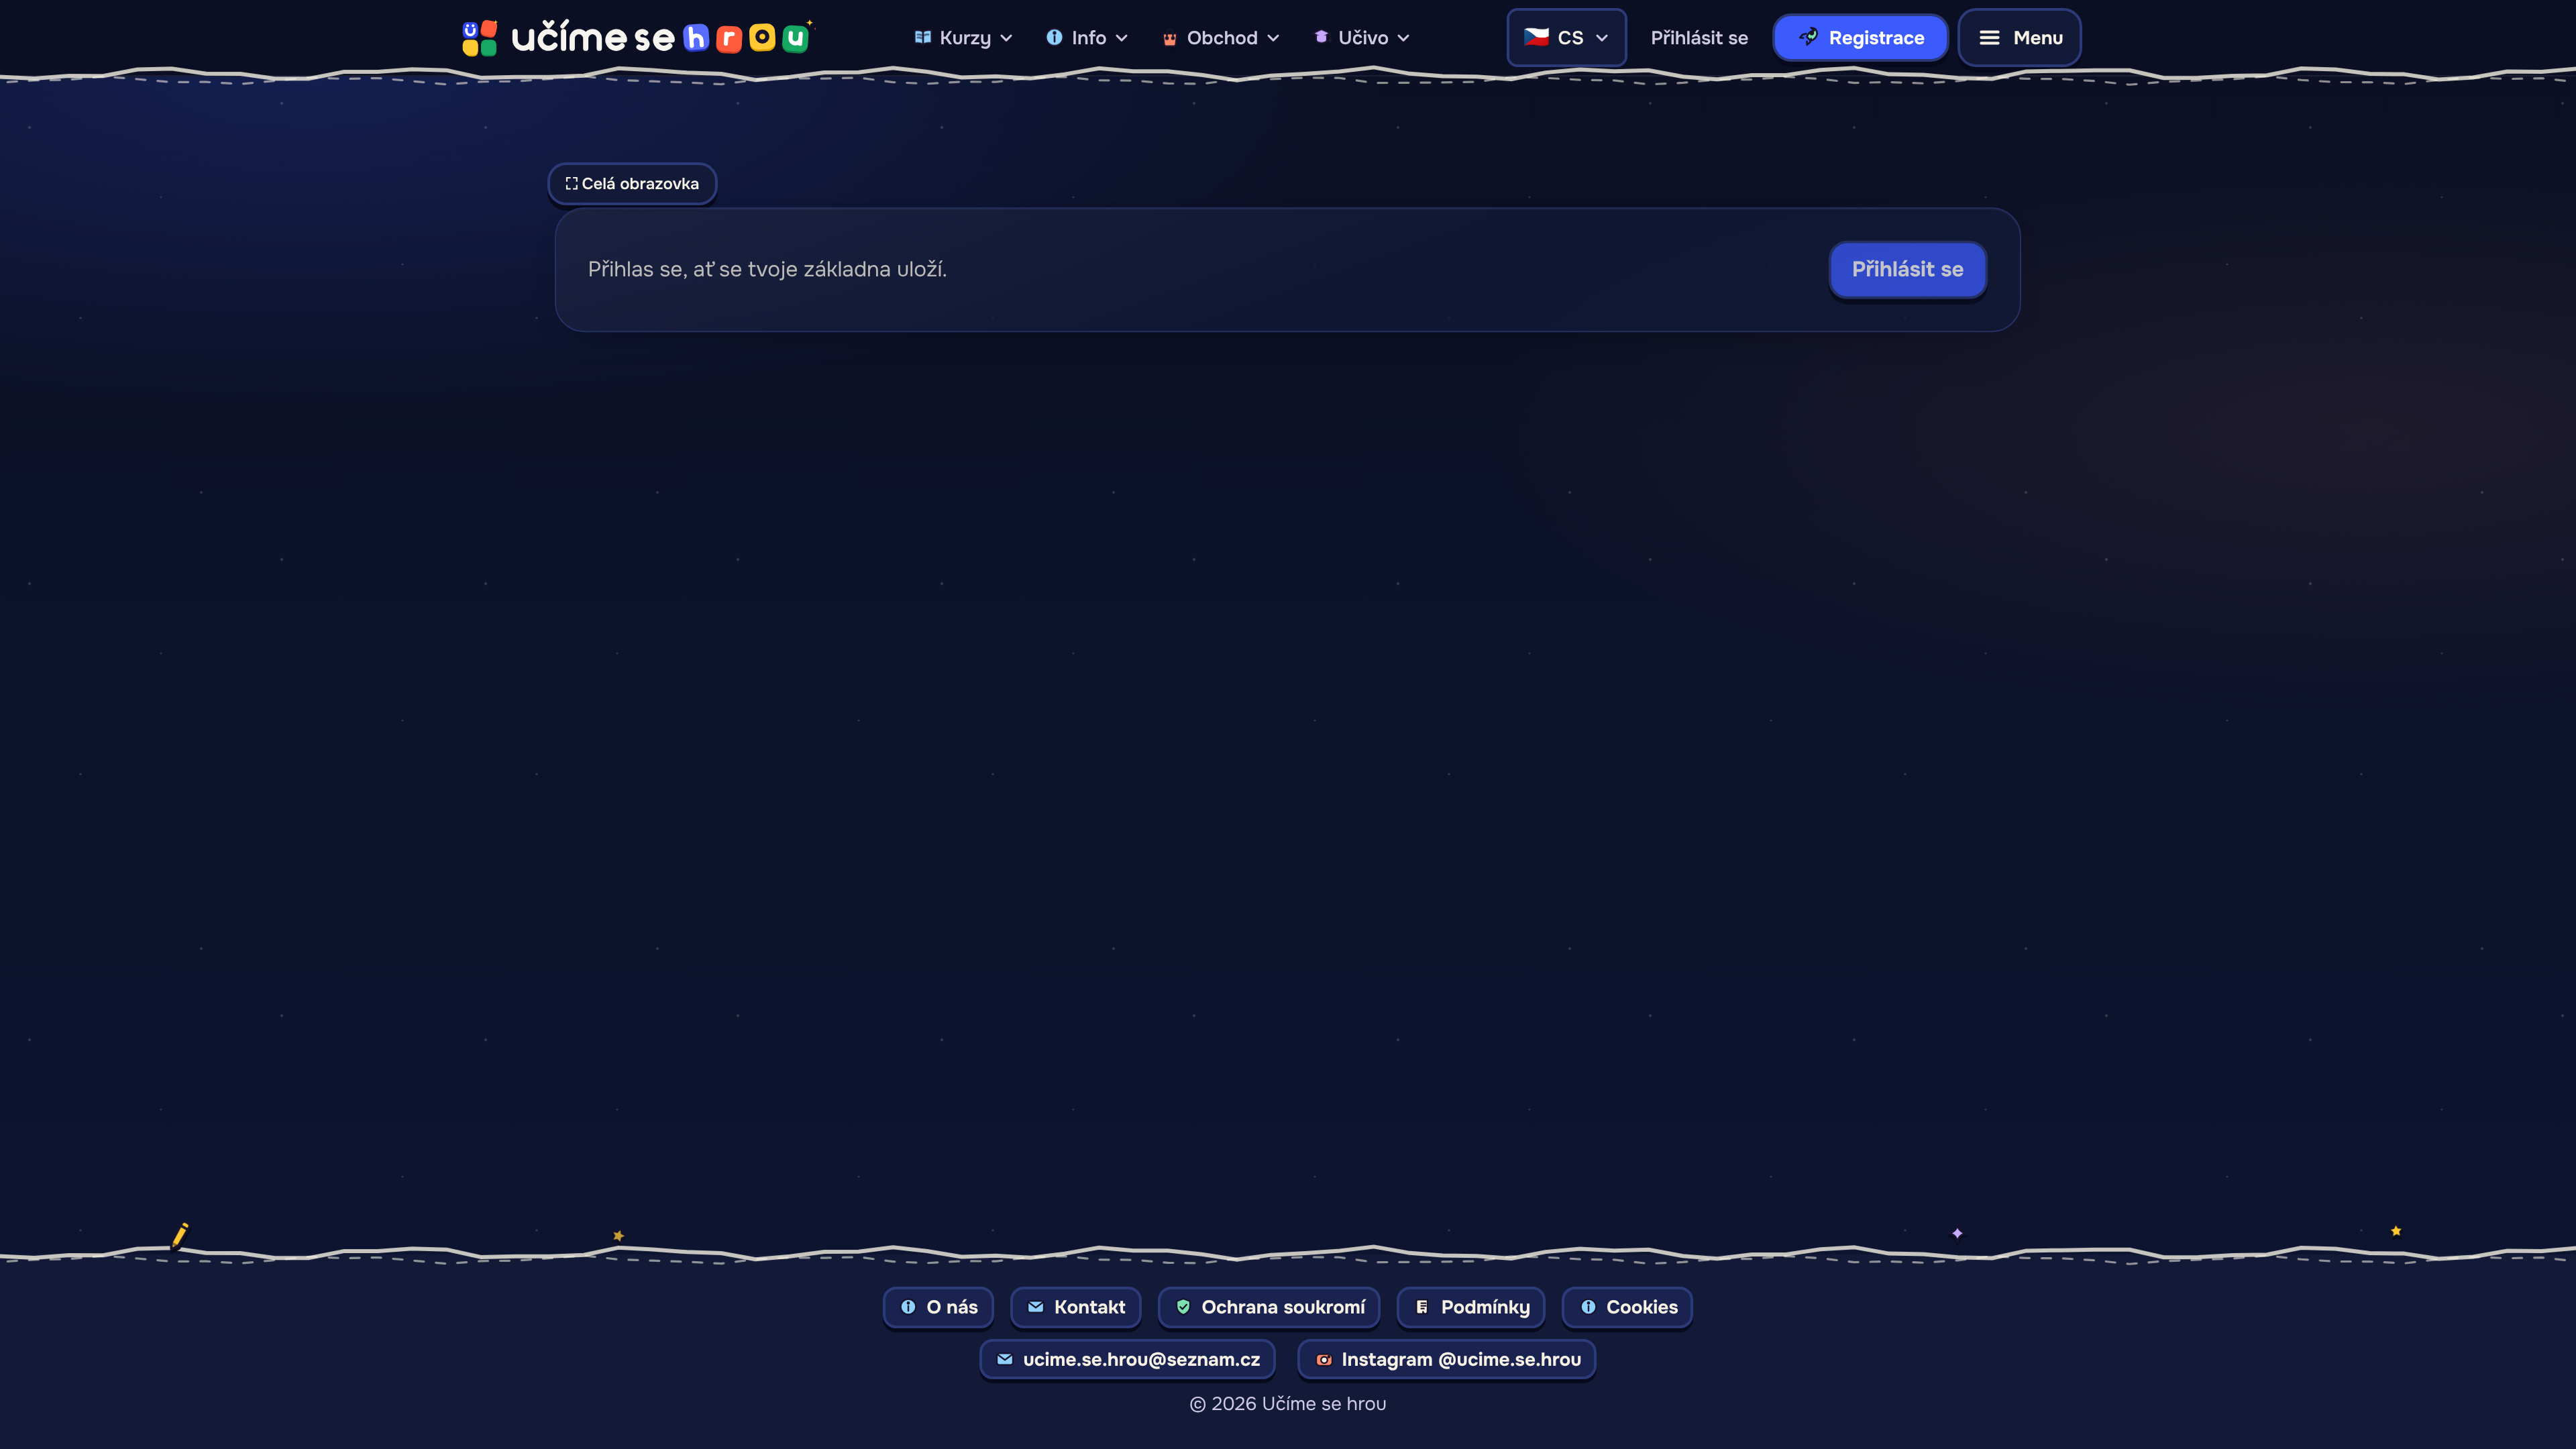 učíme se hrou
Kurzy
Info
Obchod
Učivo
CS
Přihlásit se
Registrace
Menu
Celá obrazovka
Přihlas se, ať se tvoje základna uloží.
Přihlásit se
O nás
Kontakt
Ochrana soukromí
Podmínky
Cookies
ucime.se.hrou@seznam.cz
Instagram @ucime.se.hrou
© 2026 Učíme se hrou